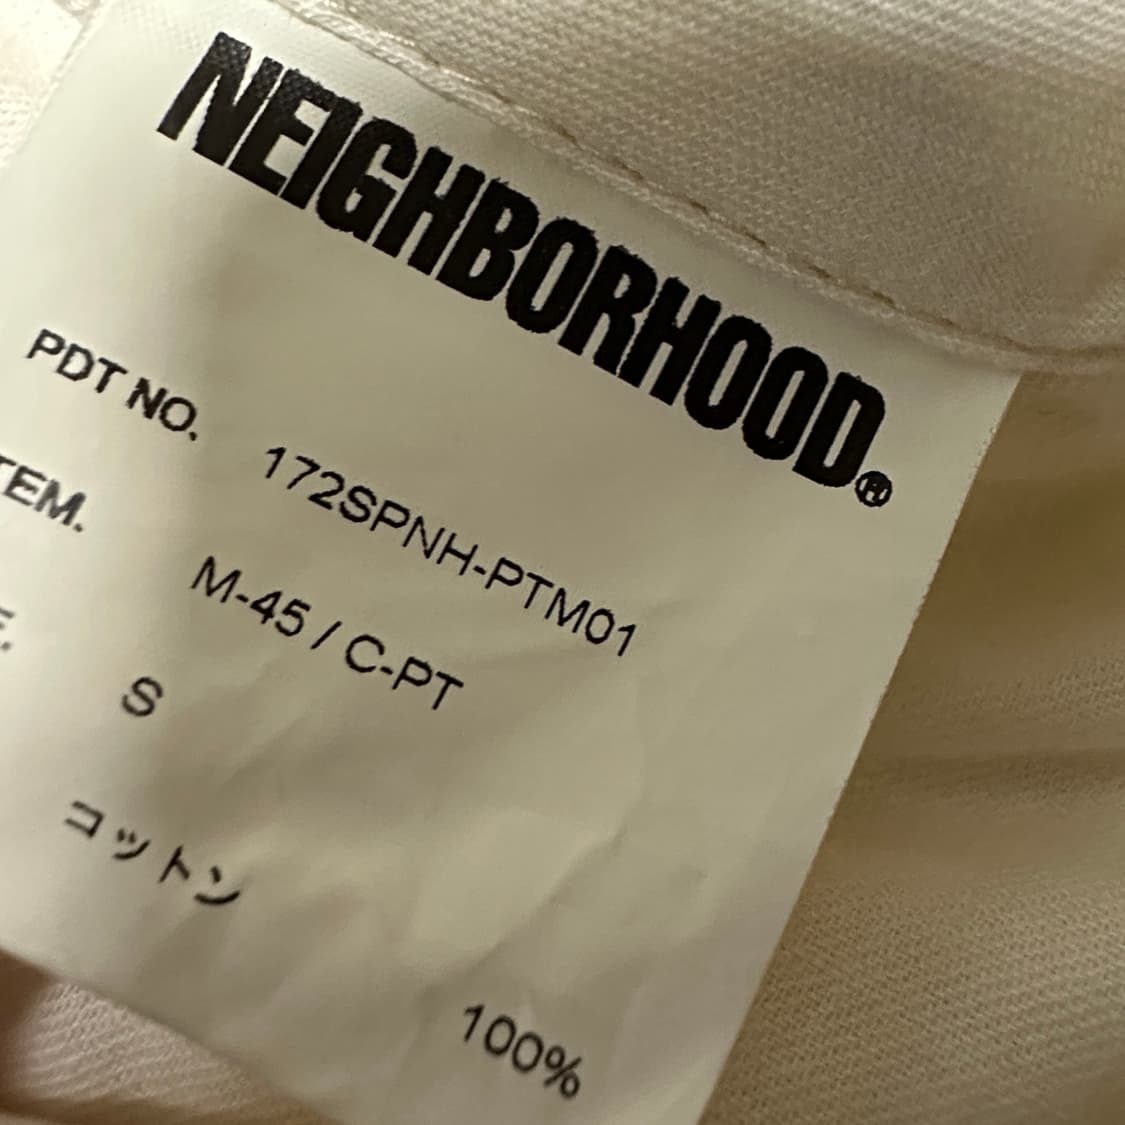 NEIGHBORHOOD®
PDT NO. 172SPNH-PTM01
TEM. M-45 / C-PT
E. S
コットン 100%